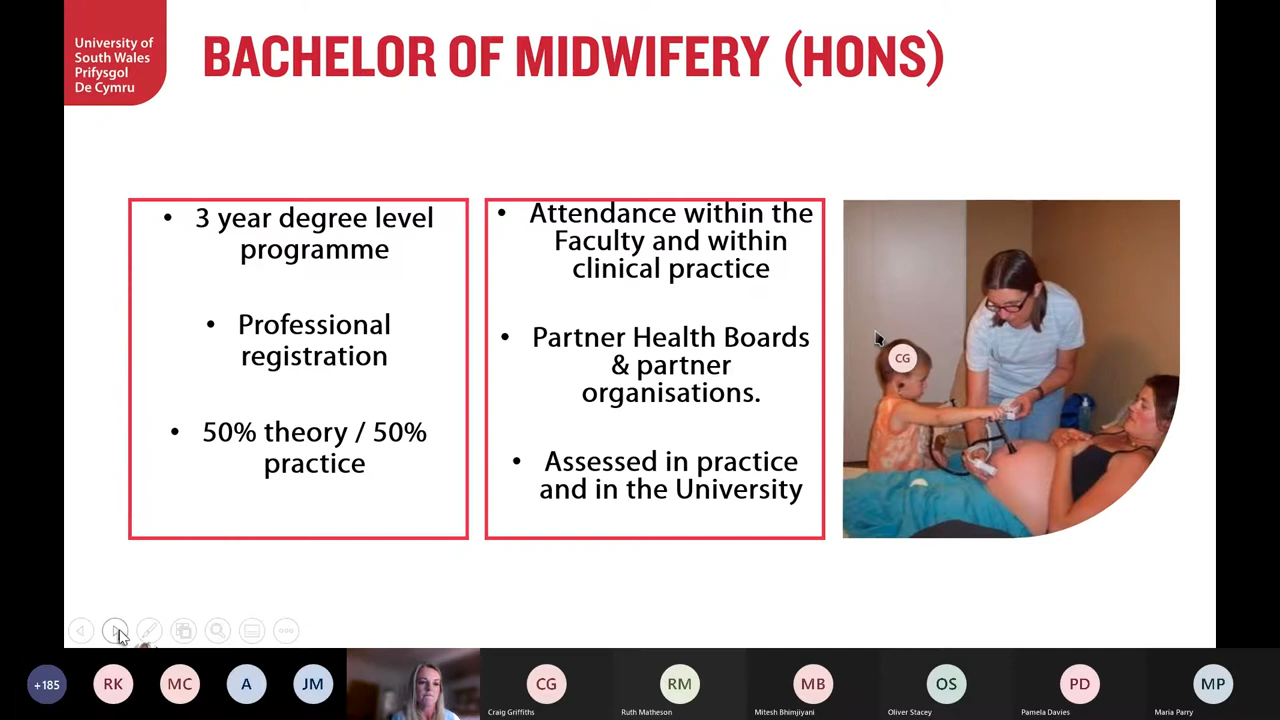 University of
South Wales
Prifysgol
De Cymru
BACHELOR OF MIDWIFERY (HONS)
• 3 year degree level
programme
• Professional
registration
• 50% theory / 50%
practice
• Attendance within the
Faculty and within
clinical practice
• Partner Health Boards
& partner
organisations.
• Assessed in practice
and in the University
CG
+185
RK
MC
A
JM
CG
Craig Griffiths
RM
Ruth Matheson
MB
Mitesh Bhimjiyani
OS
Oliver Stacey
PD
Pamela Davies
MP
Maria Parry